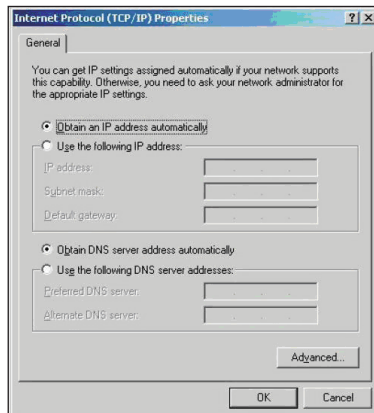 Internet Protocol (TCP/IP) Properties
General
You can get IP settings assigned automatically if your network supports
this capability. Otherwise, you need to ask your network administrator for
the appropriate IP settings.
Obtain an IP address automatically
Use the following IP address:
IP address:
Subnet mask:
Default gateway:
Obtain DNS server address automatically
Use the following DNS server addresses:
Preferred DNS server:
Alternate DNS server:
Advanced...
OK Cancel